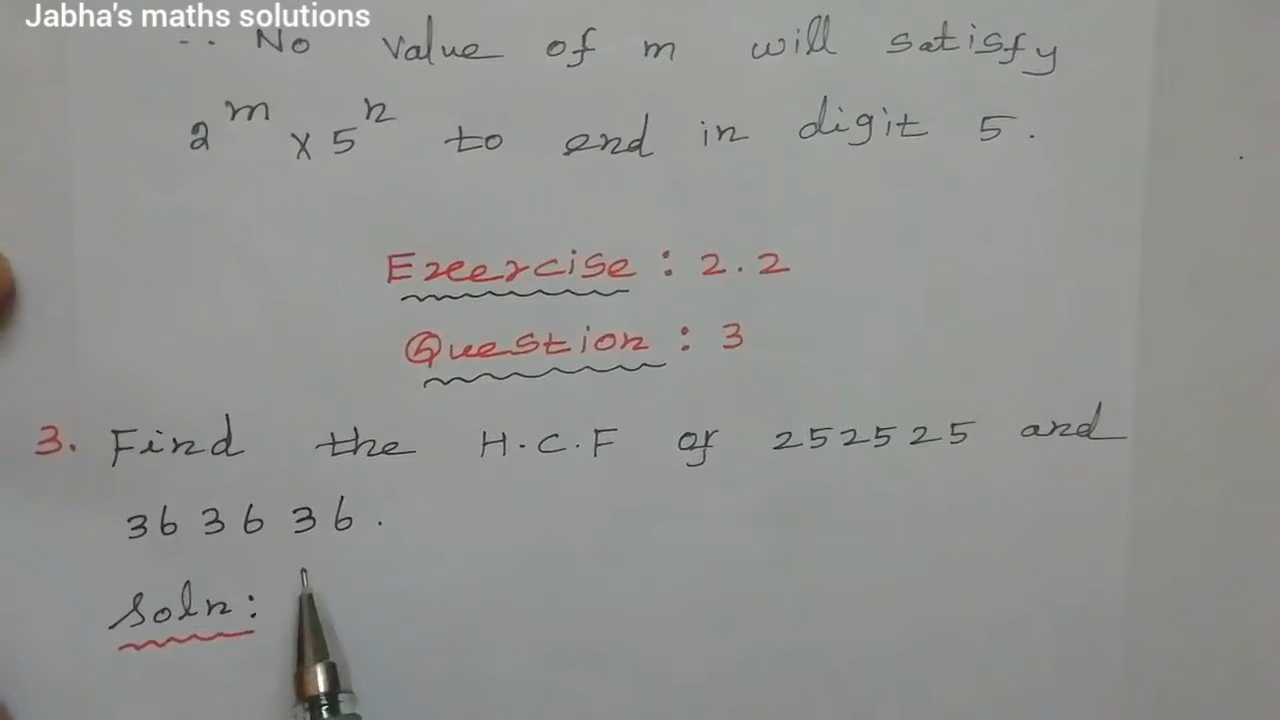 Jabha's maths solutions
∴ No value of m will satisfy
2^m × 5^n to end in digit 5.
Exercise : 2.2
Question : 3
3. Find the H.C.F of 252525 and
363636.
Soln: